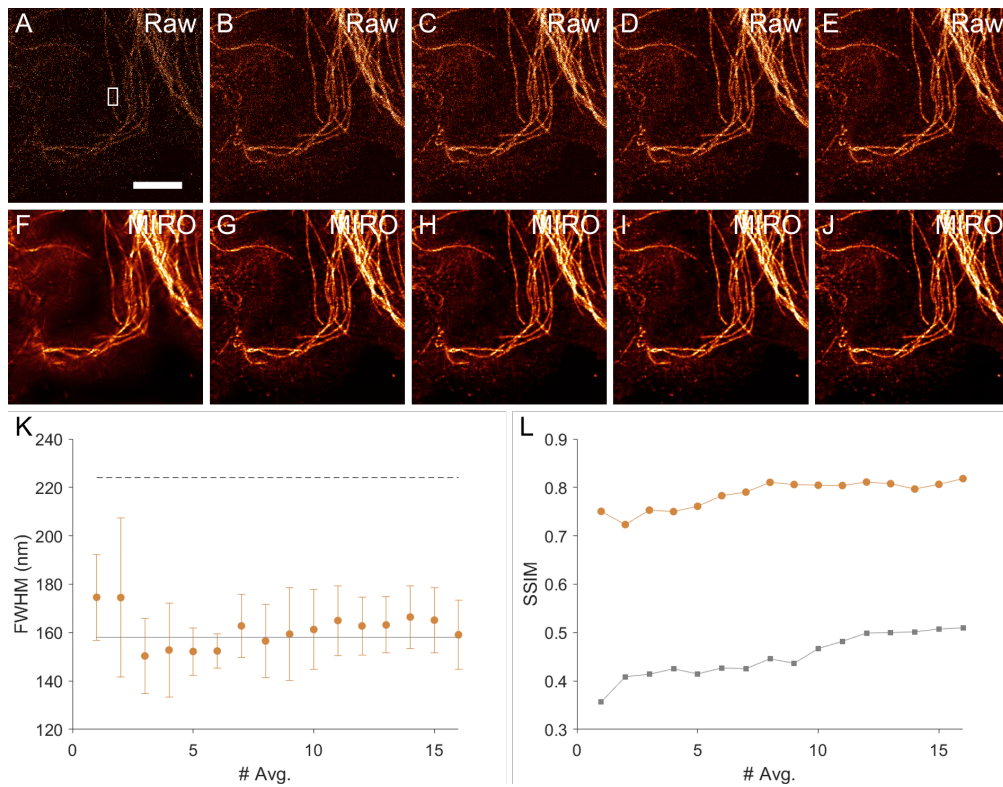 A Raw B Raw C Raw D Raw E Raw
F MIRO G MIRO H MIRO I MIRO J MIRO
K
240
220
200
180
160
140
120
FWHM (nm)
0 5 10 15
# Avg.
L
0.9
0.8
0.7
0.6
0.5
0.4
0.3
SSIM
0 5 10 15
# Avg.